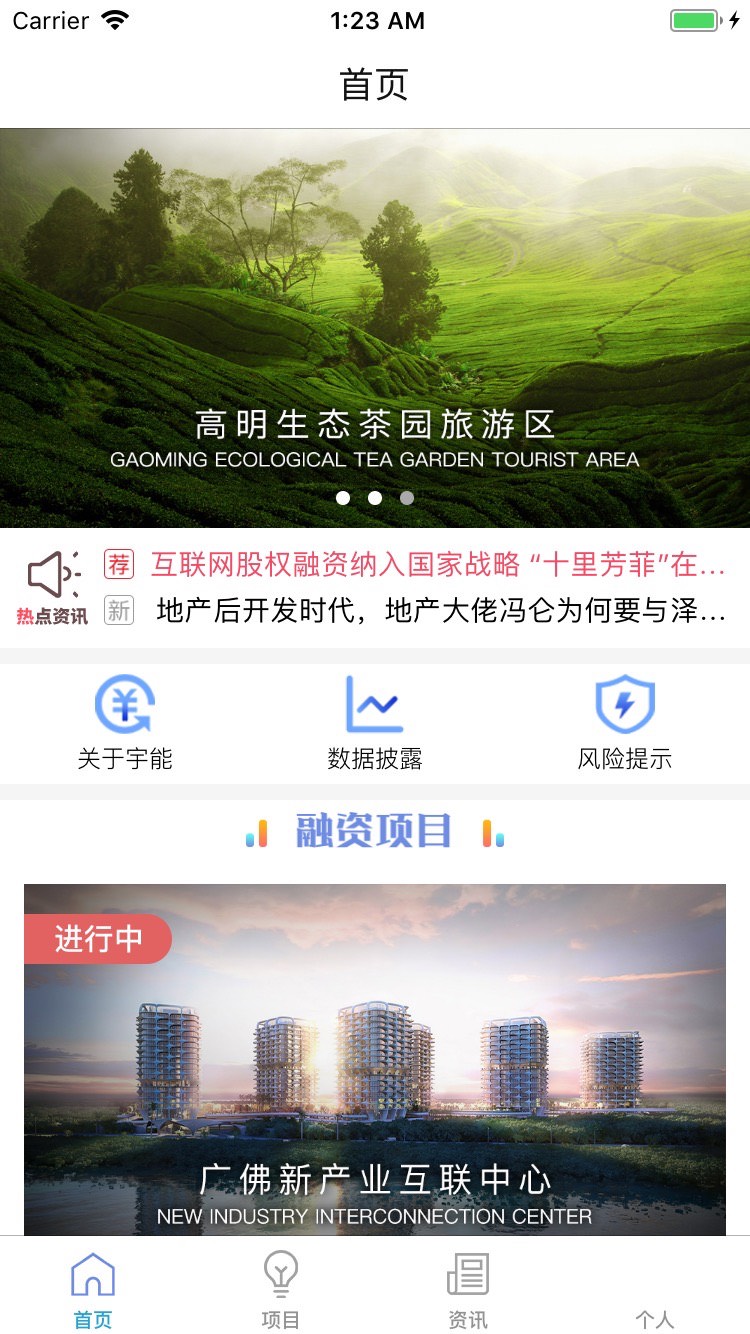 Carrier 1:23 AM
首页
高明生态茶园旅游区
GAOMING ECOLOGICAL TEA GARDEN TOURIST AREA
热点资讯
荐 互联网股权融资纳入国家战略 “十里芳菲”在...
新 地产后开发时代，地产大佬冯仑为何要与泽...
关于宇能 数据披露 风险提示
融资项目
进行中
广佛新产业互联中心
NEW INDUSTRY INTERCONNECTION CENTER
首页 项目 资讯 个人